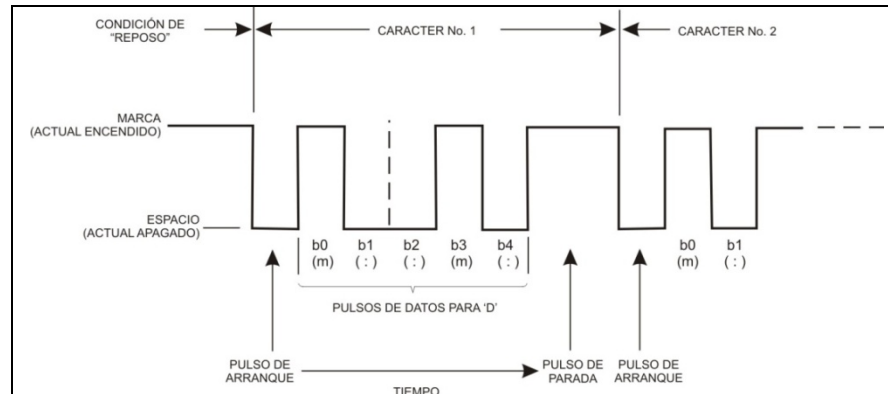 CONDICIÓN DE
“REPOSO”
CARACTER No. 1
CARACTER No. 2
MARCA
(ACTUAL ENCENDIDO)
ESPACIO
(ACTUAL APAGADO)
b0 b1 b2 b3 b4 b0 b1
(m) ( : ) ( : ) (m) ( : ) (m) ( : )
PULSOS DE DATOS PARA ‘D’
PULSO DE
ARRANQUE
PULSO DE
PARADA
PULSO DE
ARRANQUE
TIEMPO